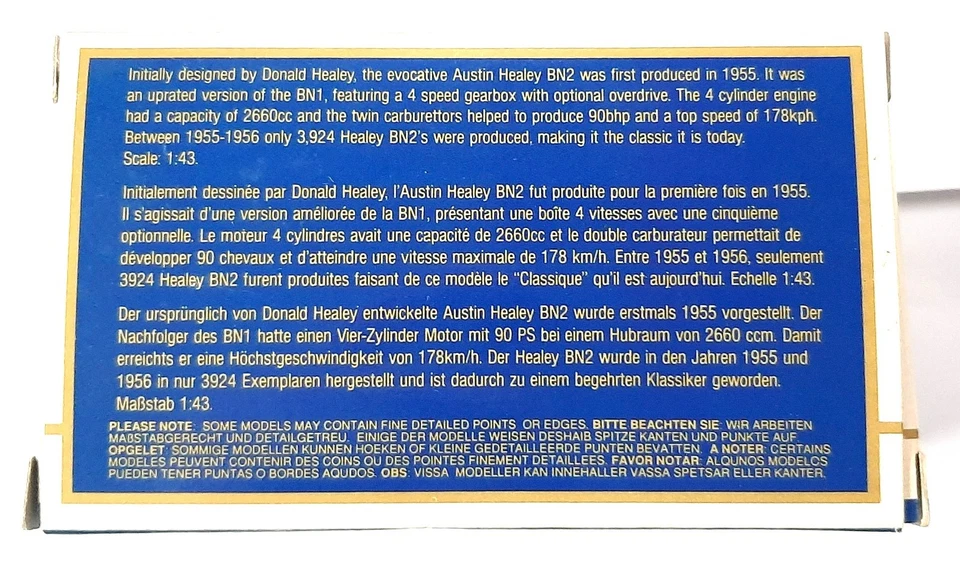 Initially designed by Donald Healey, the evocative Austin Healey BN2 was first produced in 1955. It was
an uprated version of the BN1, featuring a 4 speed gearbox with optional overdrive. The 4 cylinder engine
had a capacity of 2660cc and the twin carburettors helped to produce 90bhp and a top speed of 178kph.
Between 1955-1956 only 3,924 Healey BN2's were produced, making it the classic it is today.
Scale: 1:43.
Initialement dessinée par Donald Healey, l'Austin Healey BN2 fut produite pour la première fois en 1955.
Il s'agissait d'une version améliorée de la BN1, présentant une boîte 4 vitesses avec une cinquième
optionnelle. Le moteur 4 cylindres avait une capacité de 2660cc et le double carburateur permettait de
développer 90 chevaux et d'atteindre une vitesse maximale de 178 km/h. Entre 1955 et 1956, seulement
3924 Healey BN2 furent produites faisant de ce modèle le "Classique" qu'il est aujourd'hui. Echelle 1:43.
Der ursprünglich von Donald Healey entwickelte Austin Healey BN2 wurde erstmals 1955 vorgestellt. Der
Nachfolger des BN1 hatte einen Vier-Zylinder Motor mit 90 PS bei einem Hubraum von 2660 ccm. Damit
erreichts er eine Höchstgeschwindigkeit von 178km/h. Der Healey BN2 wurde in den Jahren 1955 und
1956 in nur 3924 Exemplaren hergestellt und ist dadurch zu einem begehrten Klassiker geworden.
Maßstab 1:43.
PLEASE NOTE: SOME MODELS MAY CONTAIN FINE DETAILED POINTS OR EDGES. BITTE BEACHTEN SIE: WIR ARBEITEN
MAßSTABGERECHT UND DETAILGETREU. EINIGE DER MODELLE WEISEN DESHAIB SPITZE KANTEN UND PUNKTE AUF.
OPGELET: SOMMIGE MODELLEN KUNNEN HOEKEN OF KLEINE GEDETAILLEERDE PUNTEN BEVATTEN. A NOTER: CERTAINS
MODELES PEUVENT CONTENIR DES COINS OU DES POINTES FINEMENT DETAILLEES. FAVOR NOTAR: ALQUNOS MODELOS
PUEDEN TENER PUNTAS O BORDES AQUDOS. OBS: VISSA MODELLER KAN INNEHALLER VASSA SPETSAR ELLER KANTER.